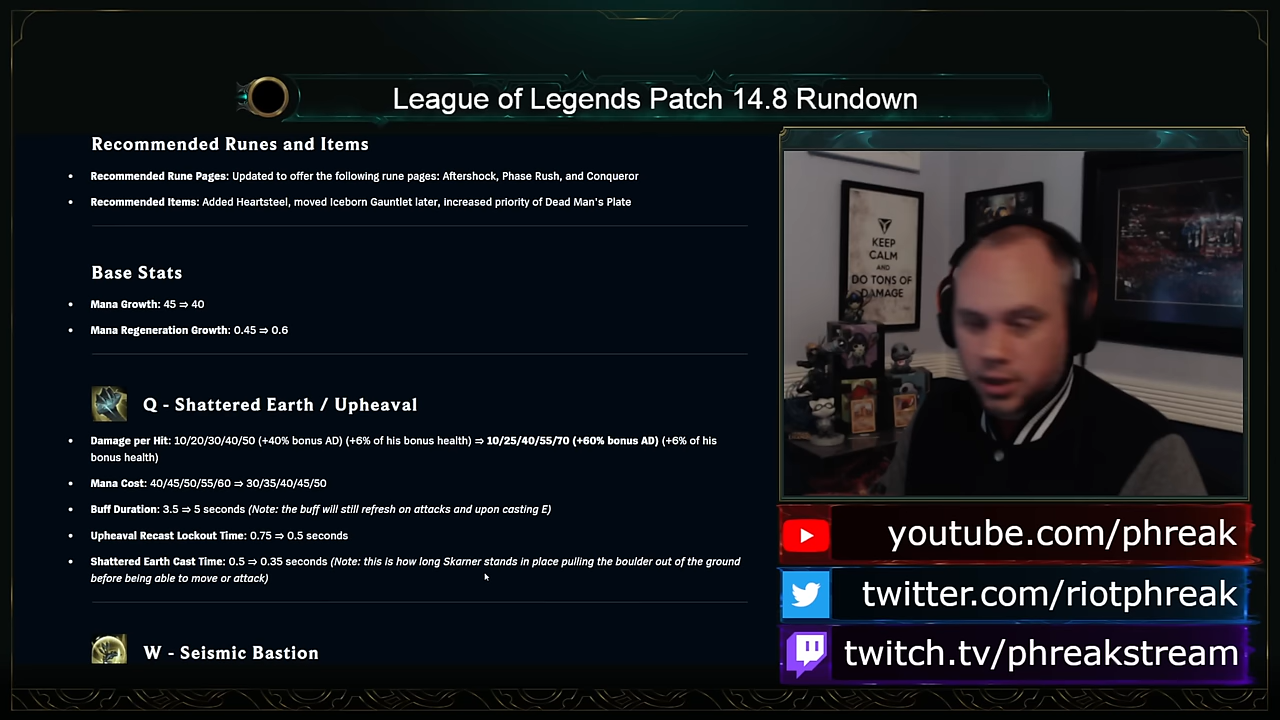 League of Legends Patch 14.8 Rundown
Recommended Runes and Items
Recommended Rune Pages: Updated to offer the following rune pages: Aftershock, Phase Rush, and Conqueror
Recommended Items: Added Heartsteel, moved Iceborn Gauntlet later, increased priority of Dead Man's Plate
Base Stats
Mana Growth: 45 ⇒ 40
Mana Regeneration Growth: 0.45 ⇒ 0.6
Q - Shattered Earth / Upheaval
Damage per Hit: 10/20/30/40/50 (+40% bonus AD) (+6% of his bonus health) ⇒ 10/25/40/55/70 (+60% bonus AD) (+6% of his
bonus health)
Mana Cost: 40/45/50/55/60 ⇒ 30/35/40/45/50
Buff Duration: 3.5 ⇒ 5 seconds (Note: the buff will still refresh on attacks and upon casting E)
Upheaval Recast Lockout Time: 0.75 ⇒ 0.5 seconds
Shattered Earth Cast Time: 0.5 ⇒ 0.35 seconds (Note: this is how long Skarner stands in place pulling the boulder out of the ground
before being able to move or attack)
W - Seismic Bastion
KEEP
CALM
AND
DO TONS OF
DAMAGE
youtube.com/phreak
twitter.com/riotphreak
twitch.tv/phreakstream